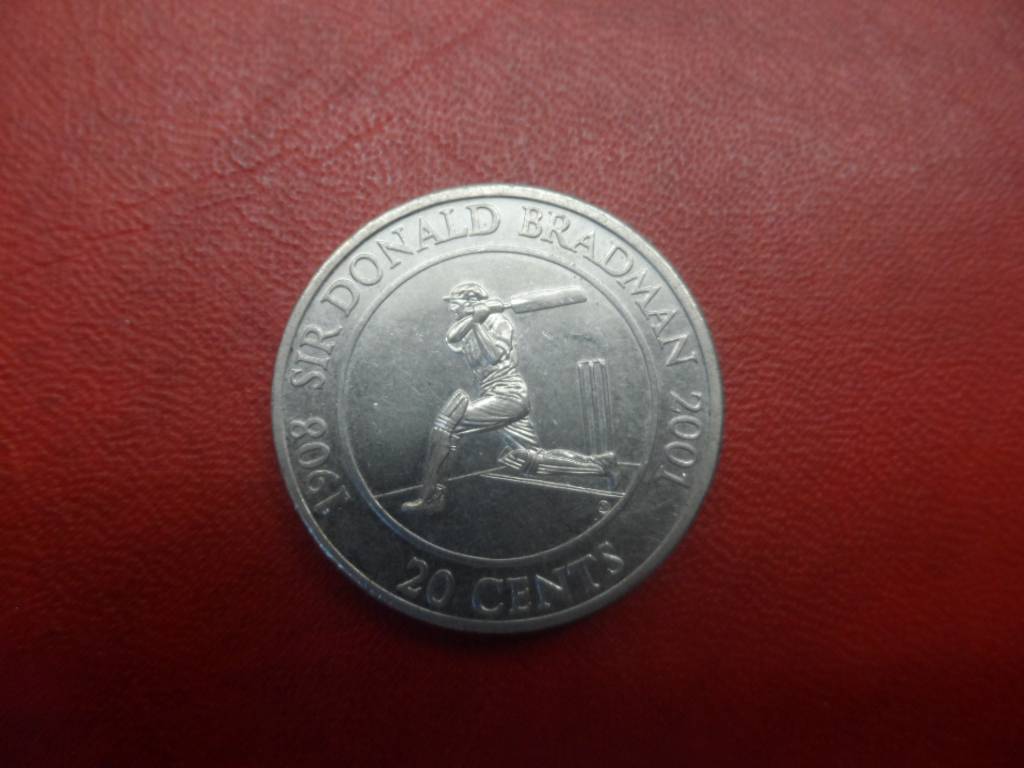 1908 SIR DONALD BRADMAN 2001
20 CENTS